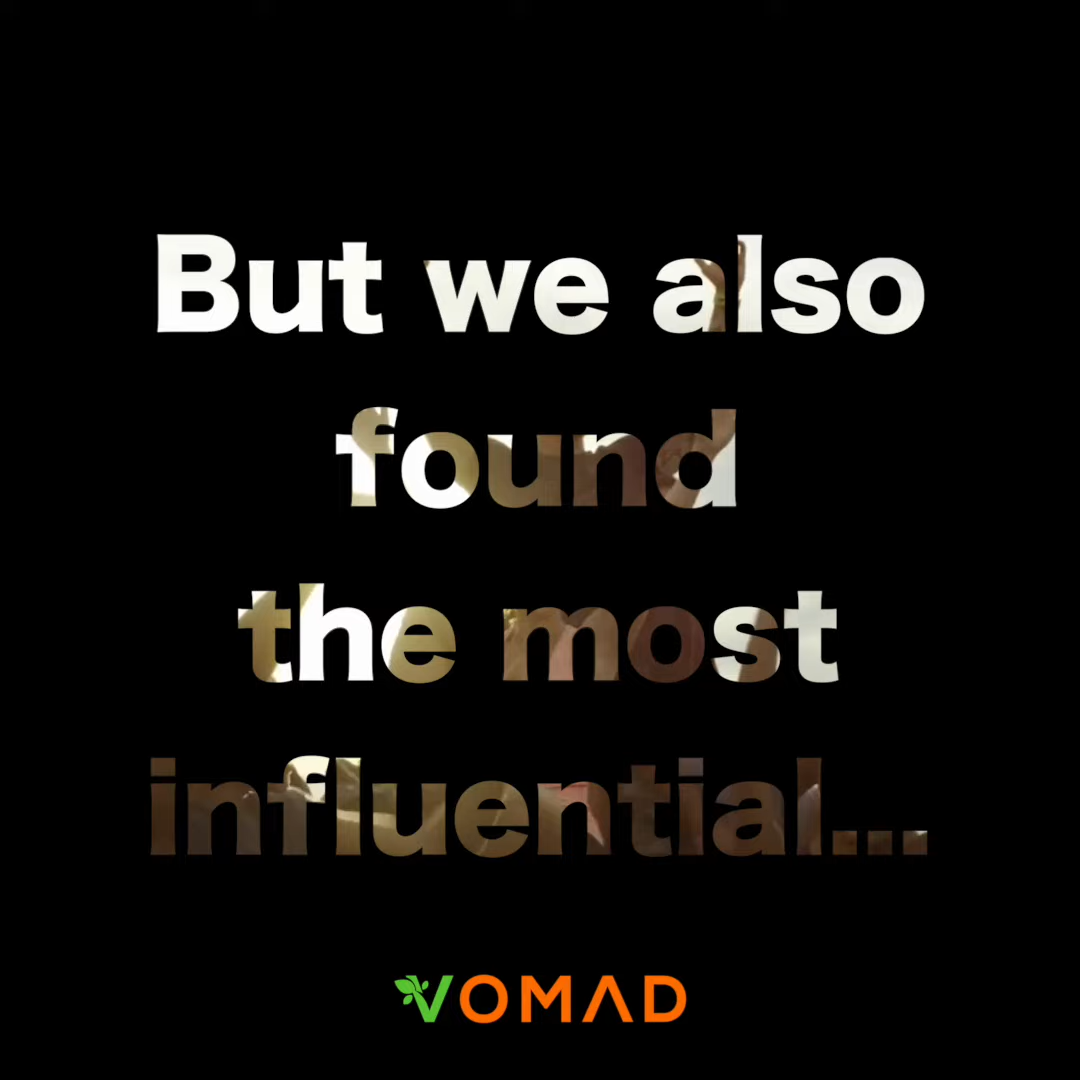 But we also
found
the most
influential...
VOMAD